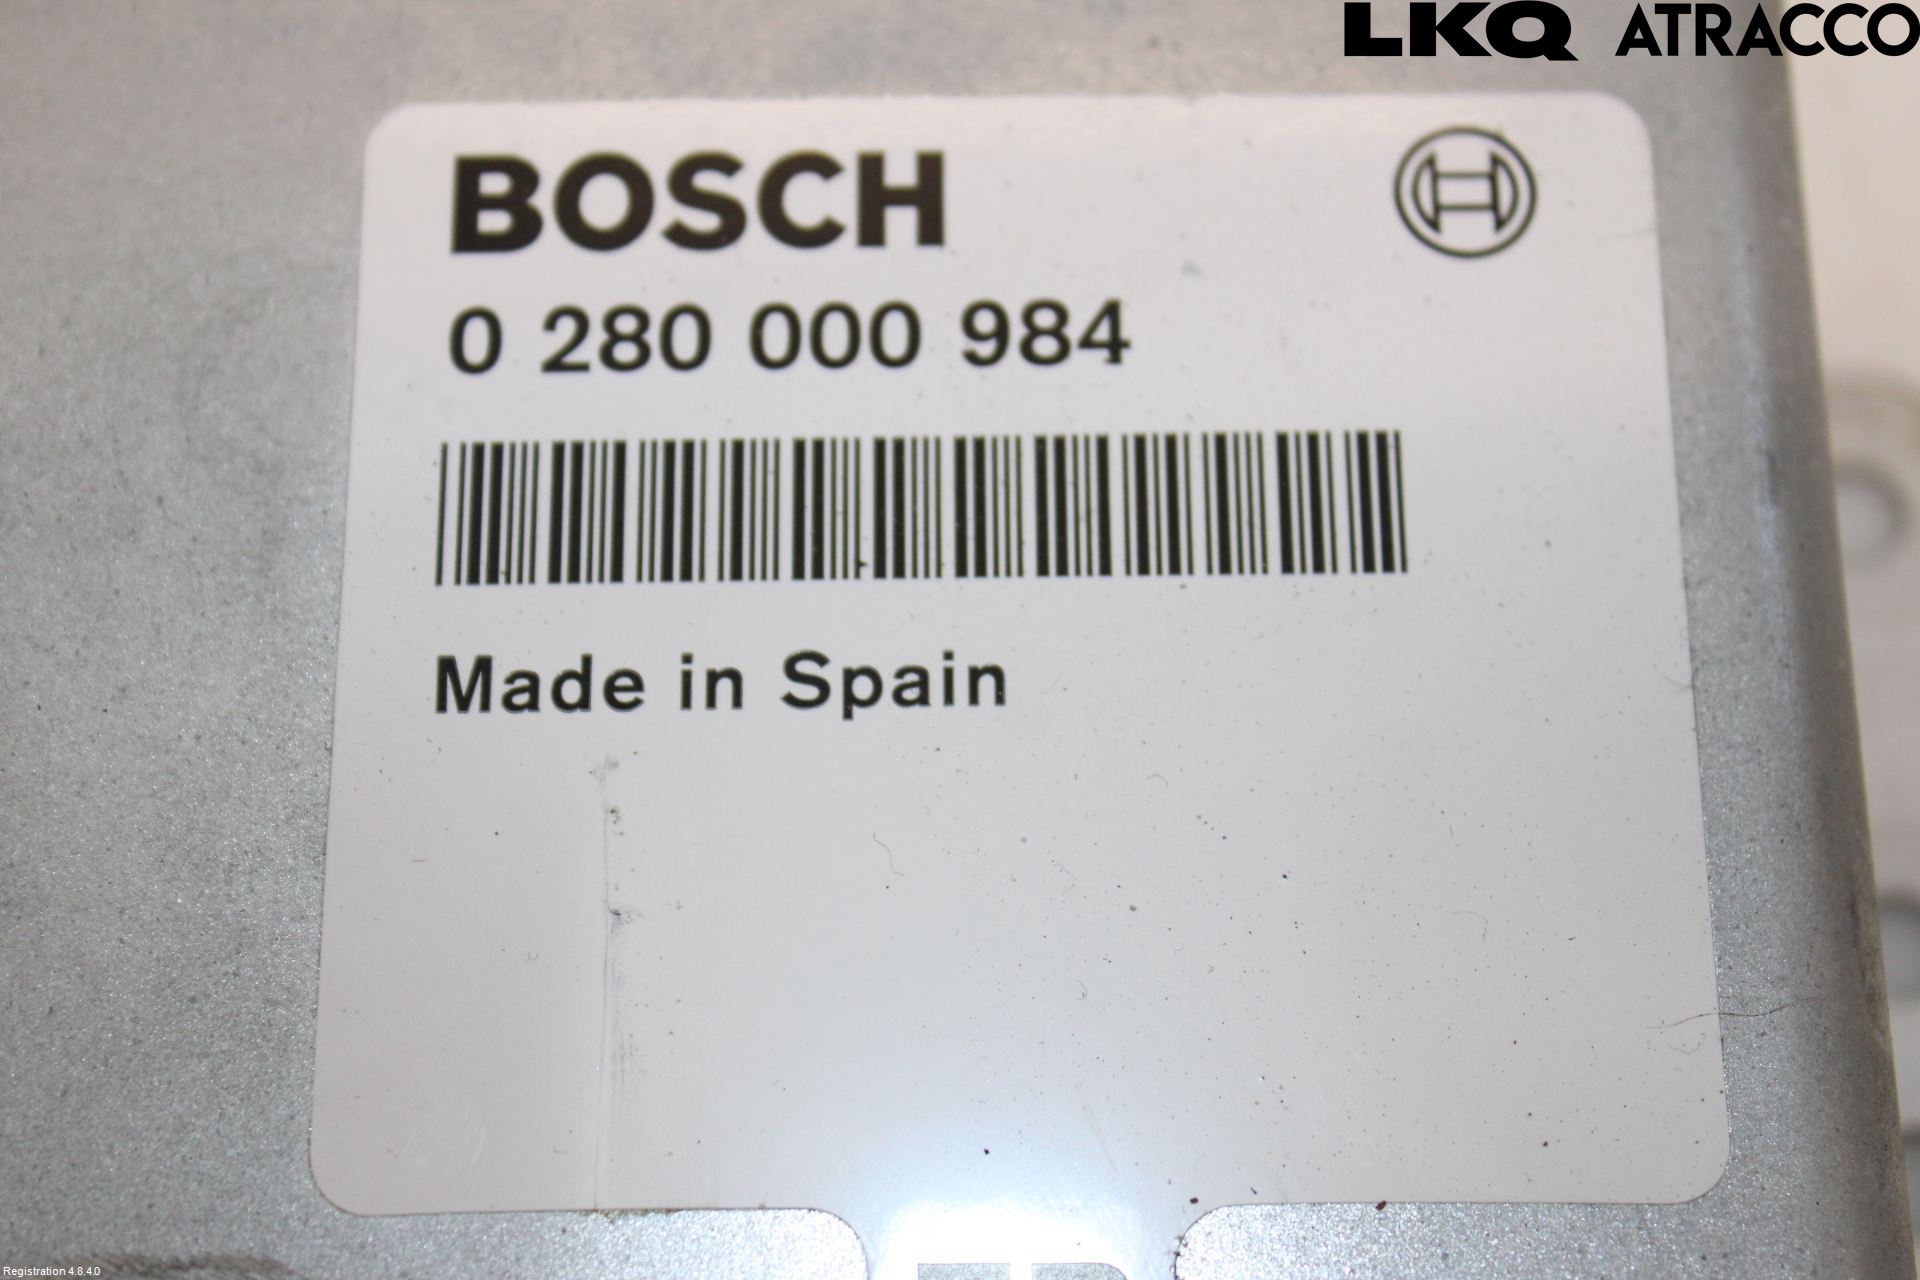 LKQ ATRACCO
BOSCH
0 280 000 984
Made in Spain
Registration 4.8.4.0